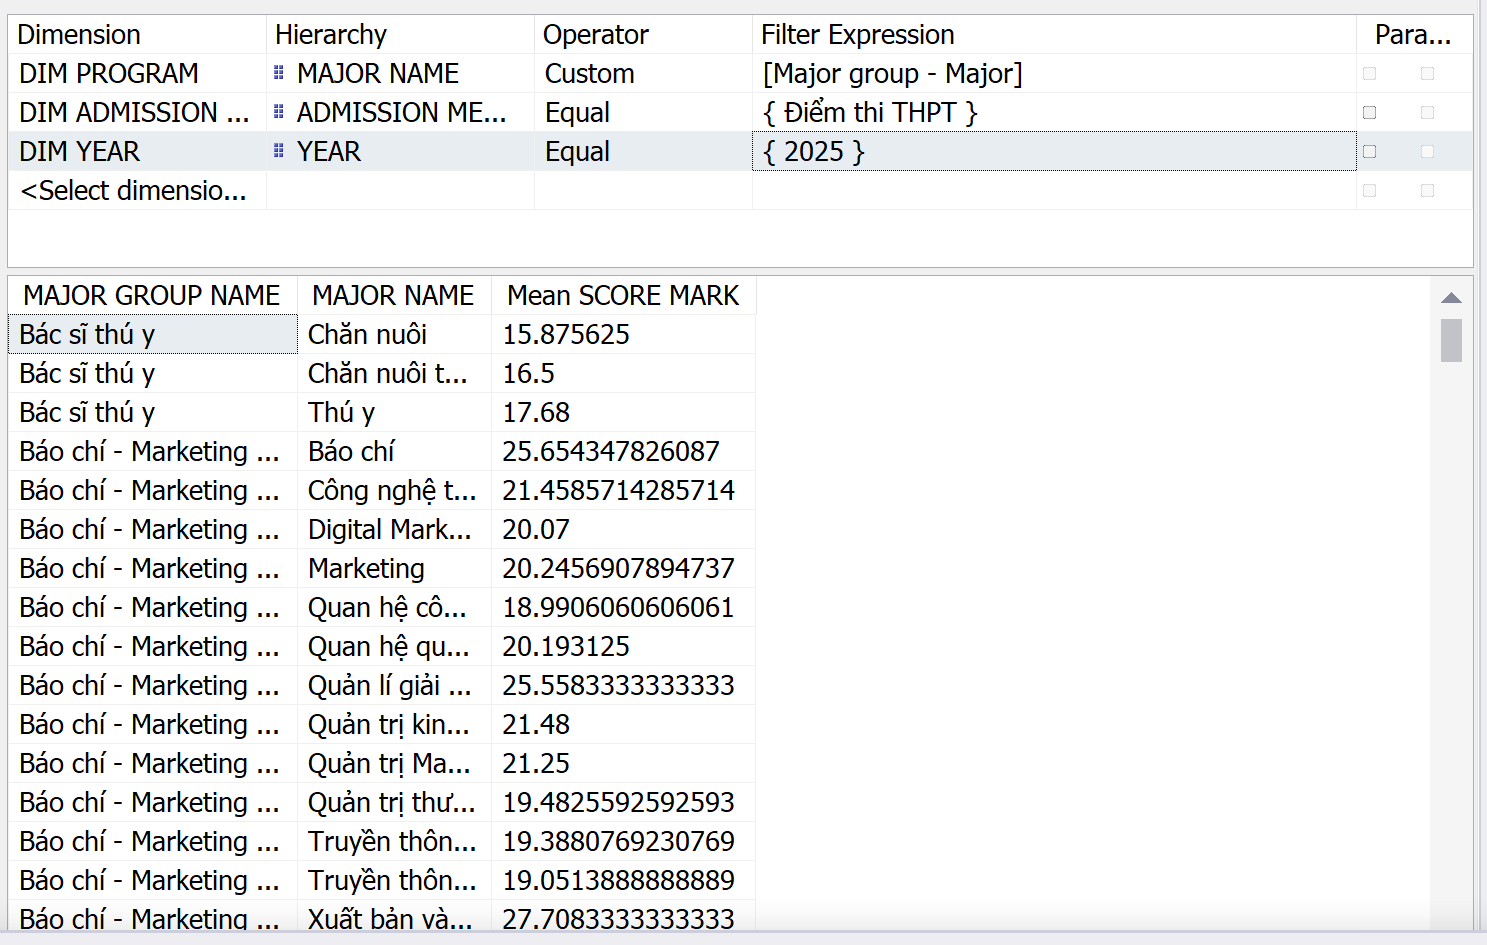 Dimension Hierarchy Operator Filter Expression Para...
DIM PROGRAM MAJOR NAME Custom [Major group - Major]
DIM ADMISSION ... ADMISSION ME... Equal { Điểm thi THPT }
DIM YEAR YEAR Equal { 2025 }
<Select dimensio...
MAJOR GROUP NAME MAJOR NAME Mean SCORE MARK
Bác sĩ thú y Chăn nuôi 15.875625
Bác sĩ thú y Chăn nuôi t... 16.5
Bác sĩ thú y Thú y 17.68
Báo chí - Marketing ... Báo chí 25.654347826087
Báo chí - Marketing ... Công nghệ t... 21.4585714285714
Báo chí - Marketing ... Digital Mark... 20.07
Báo chí - Marketing ... Marketing 20.2456907894737
Báo chí - Marketing ... Quan hệ cô... 18.9906060606061
Báo chí - Marketing ... Quan hệ qu... 20.193125
Báo chí - Marketing ... Quản lí giải ... 25.5583333333333
Báo chí - Marketing ... Quản trị kin... 21.48
Báo chí - Marketing ... Quản trị Ma... 21.25
Báo chí - Marketing ... Quản trị thư... 19.4825592592593
Báo chí - Marketing ... Truyền thôn... 19.3880769230769
Báo chí - Marketing ... Truyền thôn... 19.0513888888889
Báo chí - Marketing ... Xuất bản và... 27.7083333333333